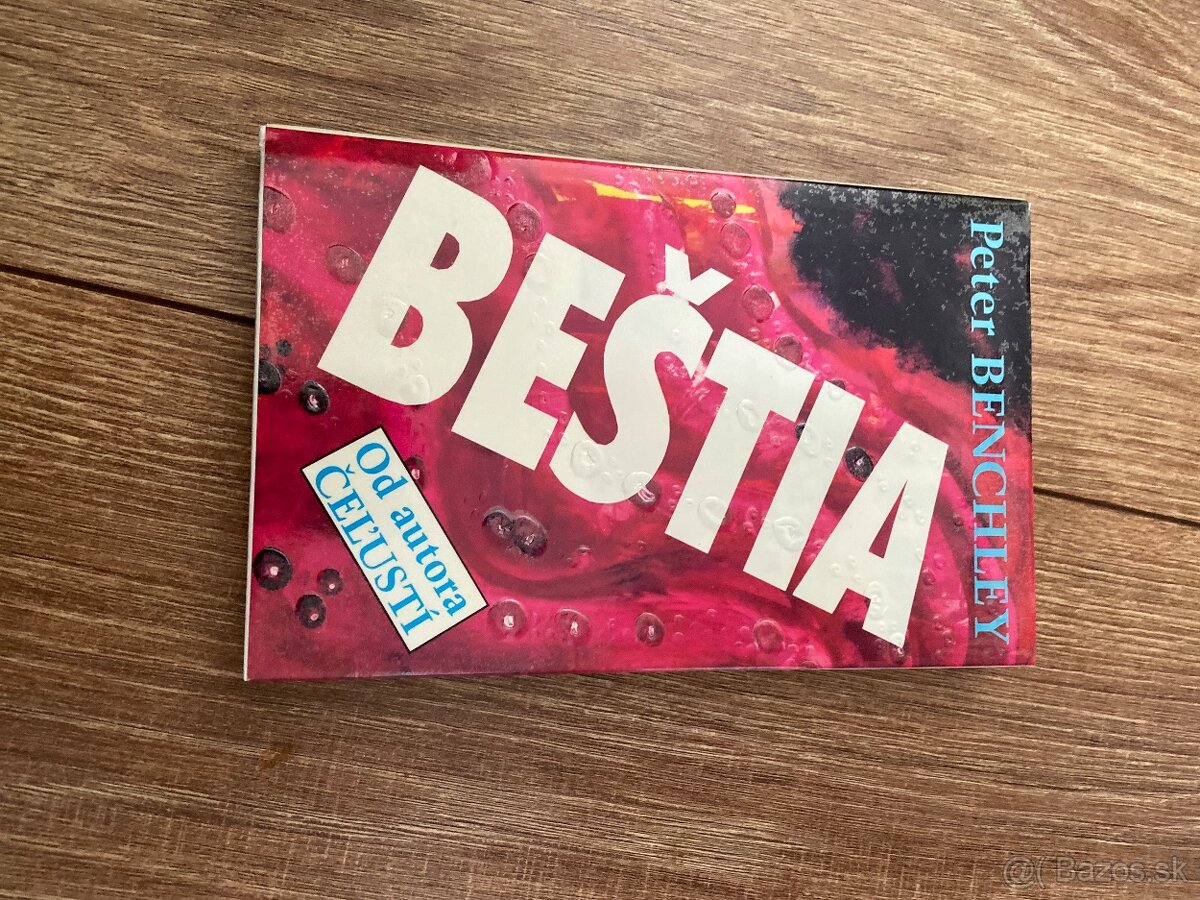 Peter BENCHLEY
BEŠTIA
Od autora
ČEĽUSTÍ
@( Bazos.sk